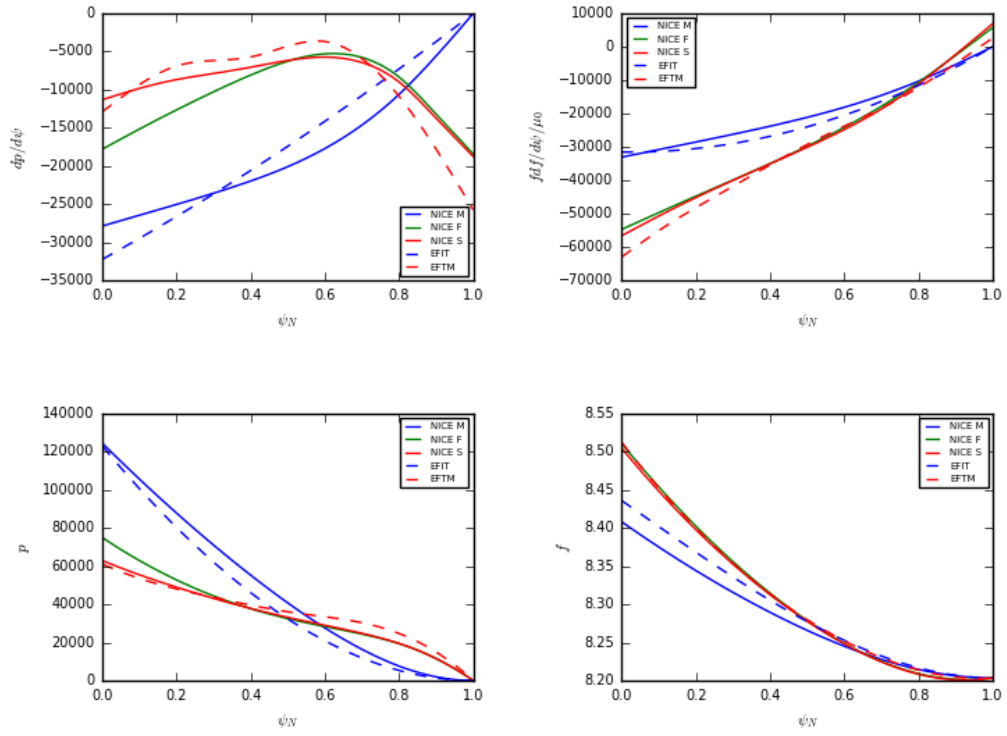 0
−5000
−10000
−15000
−20000
−25000
−30000
−35000
0.0 0.2 0.4 0.6 0.8 1.0
dp/dψ
ψN
NICE M
NICE F
NICE S
EFIT
EFTM
10000
0
−10000
−20000
−30000
−40000
−50000
−60000
−70000
0.0 0.2 0.4 0.6 0.8 1.0
fdf/dψ/μ0
ψN
NICE M
NICE F
NICE S
EFIT
EFTM
140000
120000
100000
80000
60000
40000
20000
0
0.0 0.2 0.4 0.6 0.8 1.0
p
ψN
NICE M
NICE F
NICE S
EFIT
EFTM
8.55
8.50
8.45
8.40
8.35
8.30
8.25
8.20
0.0 0.2 0.4 0.6 0.8 1.0
f
ψN
NICE M
NICE F
NICE S
EFIT
EFTM